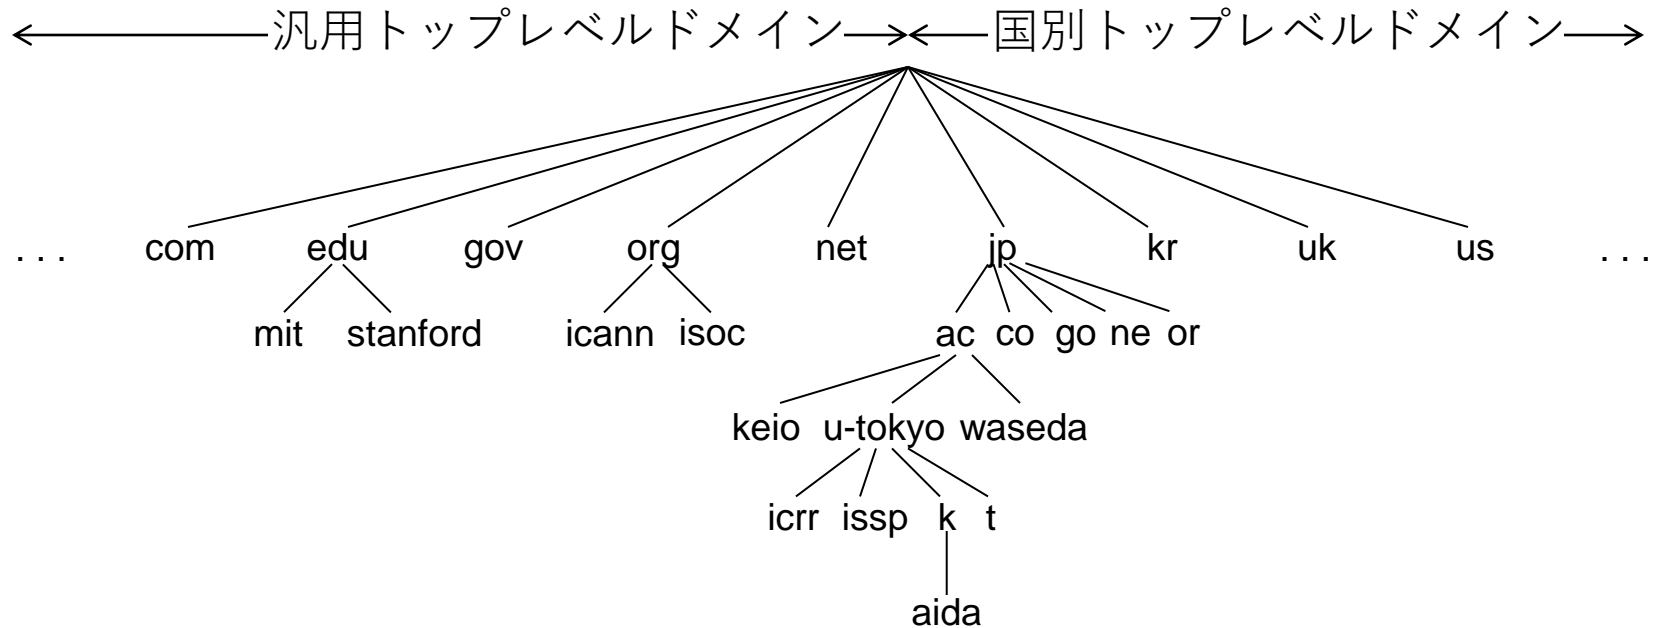 汎用トップレベルドメイン 国別トップレベルドメイン
. . . com edu gov org net jp kr uk us . . .
mit stanford icann isoc ac co go ne or
keio u-tokyo waseda
icrr issp k t
aida